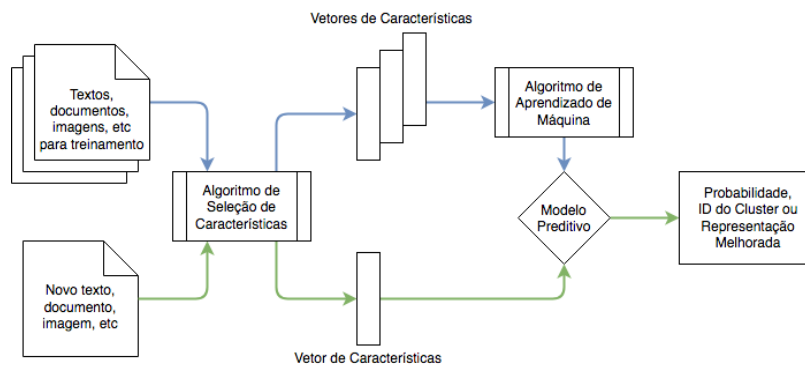 Vetores de Características
Textos,
documentos,
imagens, etc
para treinamento
Algoritmo de
Aprendizado de
Máquina
Algoritmo de
Seleção de
Características
Modelo
Preditivo
Probabilidade,
ID do Cluster ou
Representação
Melhorada
Novo texto,
documento,
imagem, etc
Vetor de Características